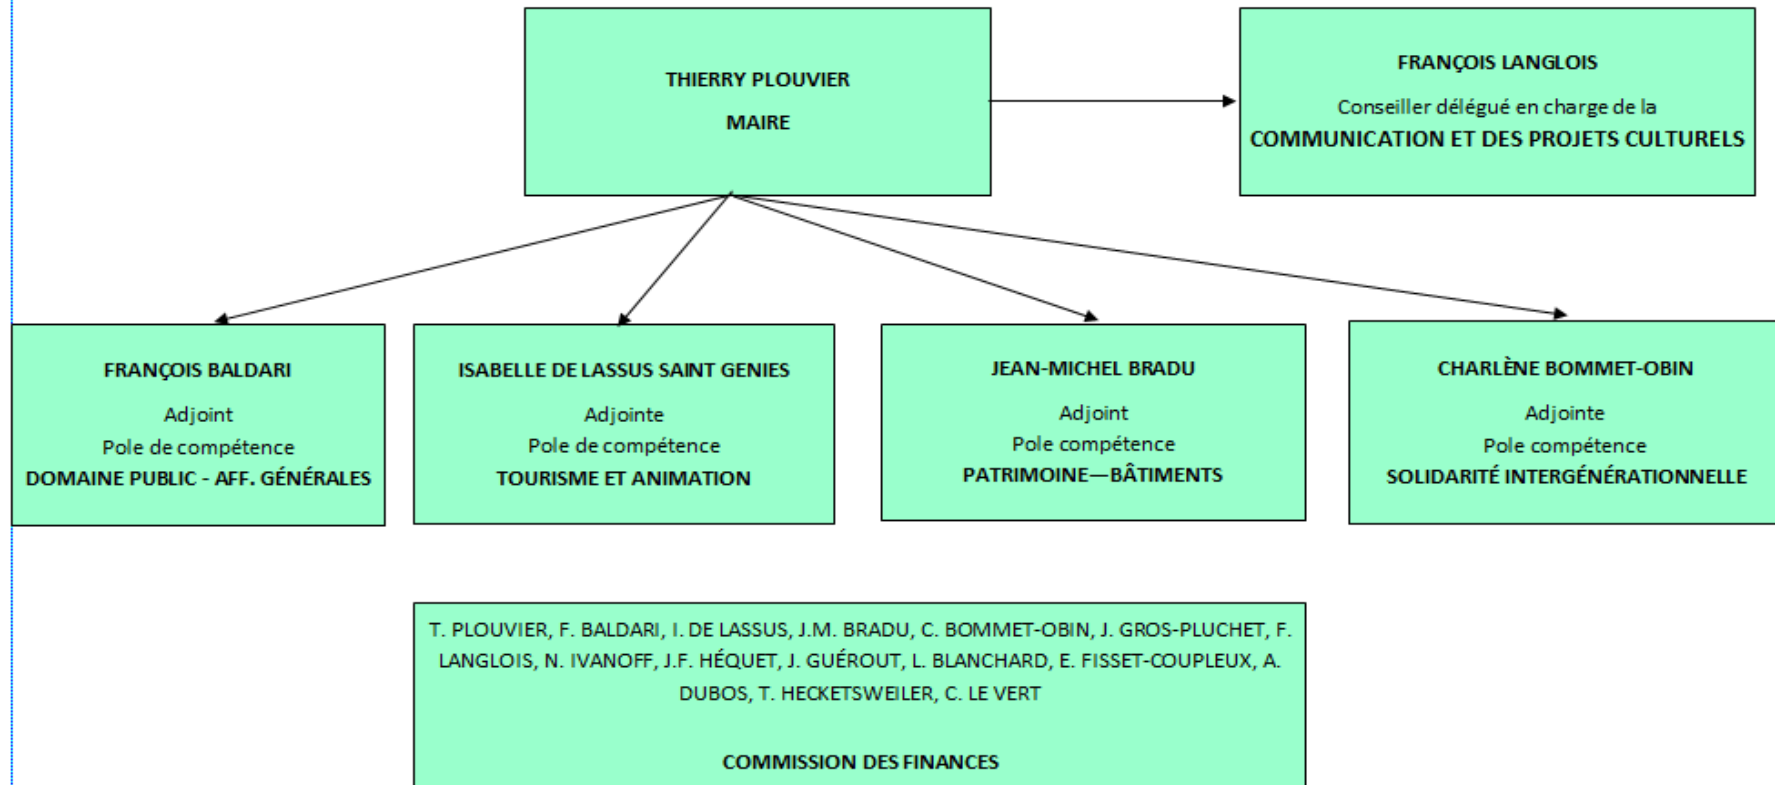 THIERRY PLOUVIER
MAIRE
FRANÇOIS LANGLOIS
Conseiller délégué en charge de la
COMMUNICATION ET DES PROJETS CULTURELS
FRANÇOIS BALDARI
Adjoint
Pole de compétence
DOMAINE PUBLIC - AFF. GÉNÉRALES
ISABELLE DE LASSUS SAINT GENIES
Adjointe
Pole de compétence
TOURISME ET ANIMATION
JEAN-MICHEL BRADU
Adjoint
Pole compétence
PATRIMOINE—BÂTIMENTS
CHARLÈNE BOMMET-OBIN
Adjointe
Pole compétence
SOLIDARITÉ INTERGÉNÉRATIONNELLE
T. PLOUVIER, F. BALDARI, I. DE LASSUS, J.M. BRADU, C. BOMMET-OBIN, J. GROS-PLUCHET, F.
LANGLOIS, N. IVANOFF, J.F. HÉQUET, J. GUÉROUT, L. BLANCHARD, E. FISSET-COUPLEUX, A.
DUBOS, T. HECKETSWEILER, C. LE VERT
COMMISSION DES FINANCES